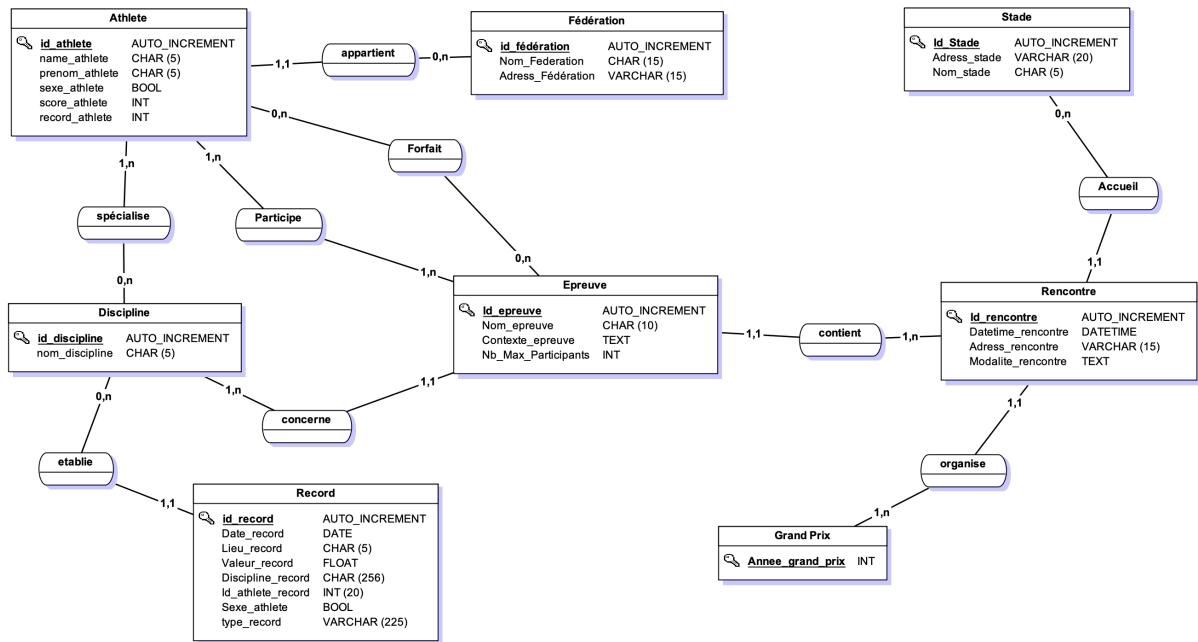 Athlete
id_athlete AUTO_INCREMENT
name_athlete CHAR (5)
prenom_athlete CHAR (5)
sexe_athlete BOOL
score_athlete INT
record_athlete INT
1,1
appartient
0,n
Fédération
id_fédération AUTO_INCREMENT
Nom_Federation CHAR (15)
Adress_Fédération VARCHAR (15)
Stade
Id_Stade AUTO_INCREMENT
Adress_stade VARCHAR (20)
Nom_stade CHAR (5)
0,n
Forfait
0,n
1,n
spécialise
0,n
1,n
Participe
1,n
0,n
Accueil
1,1
Discipline
id_discipline AUTO_INCREMENT
nom_discipline CHAR (5)
Epreuve
Id_epreuve AUTO_INCREMENT
Nom_epreuve CHAR (10)
Contexte_epreuve TEXT
Nb_Max_Participants INT
1,1
contient
1,n
Rencontre
Id_rencontre AUTO_INCREMENT
Datetime_rencontre DATETIME
Adress_rencontre VARCHAR (15)
Modalite_rencontre TEXT
1,n
concerne
1,1
0,n
etablie
1,1
1,1
organise
1,n
Record
id_record AUTO_INCREMENT
Date_record DATE
Lieu_record CHAR (5)
Valeur_record FLOAT
Discipline_record CHAR (256)
Id_athlete_record INT (20)
Sexe_athlete BOOL
type_record VARCHAR (225)
Grand Prix
Annee_grand_prix INT